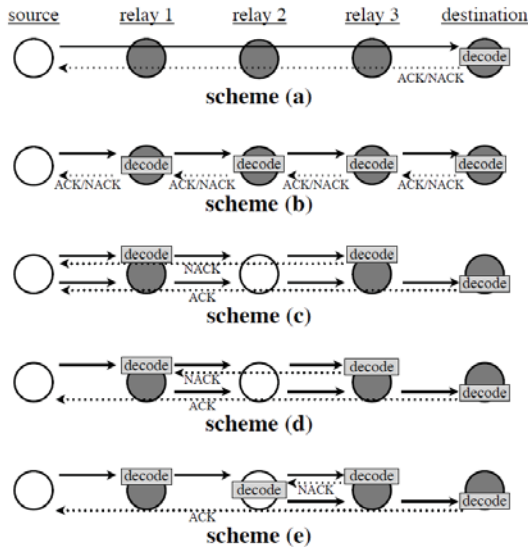 source relay 1 relay 2 relay 3 destination
decode
ACK/NACK
scheme (a)
decode decode decode decode
ACK/NACK ACK/NACK ACK/NACK ACK/NACK
scheme (b)
decode decode
NACK
decode
ACK
scheme (c)
decode decode
NACK
decode
ACK
scheme (d)
decode decode
decode NACK
decode
ACK
scheme (e)